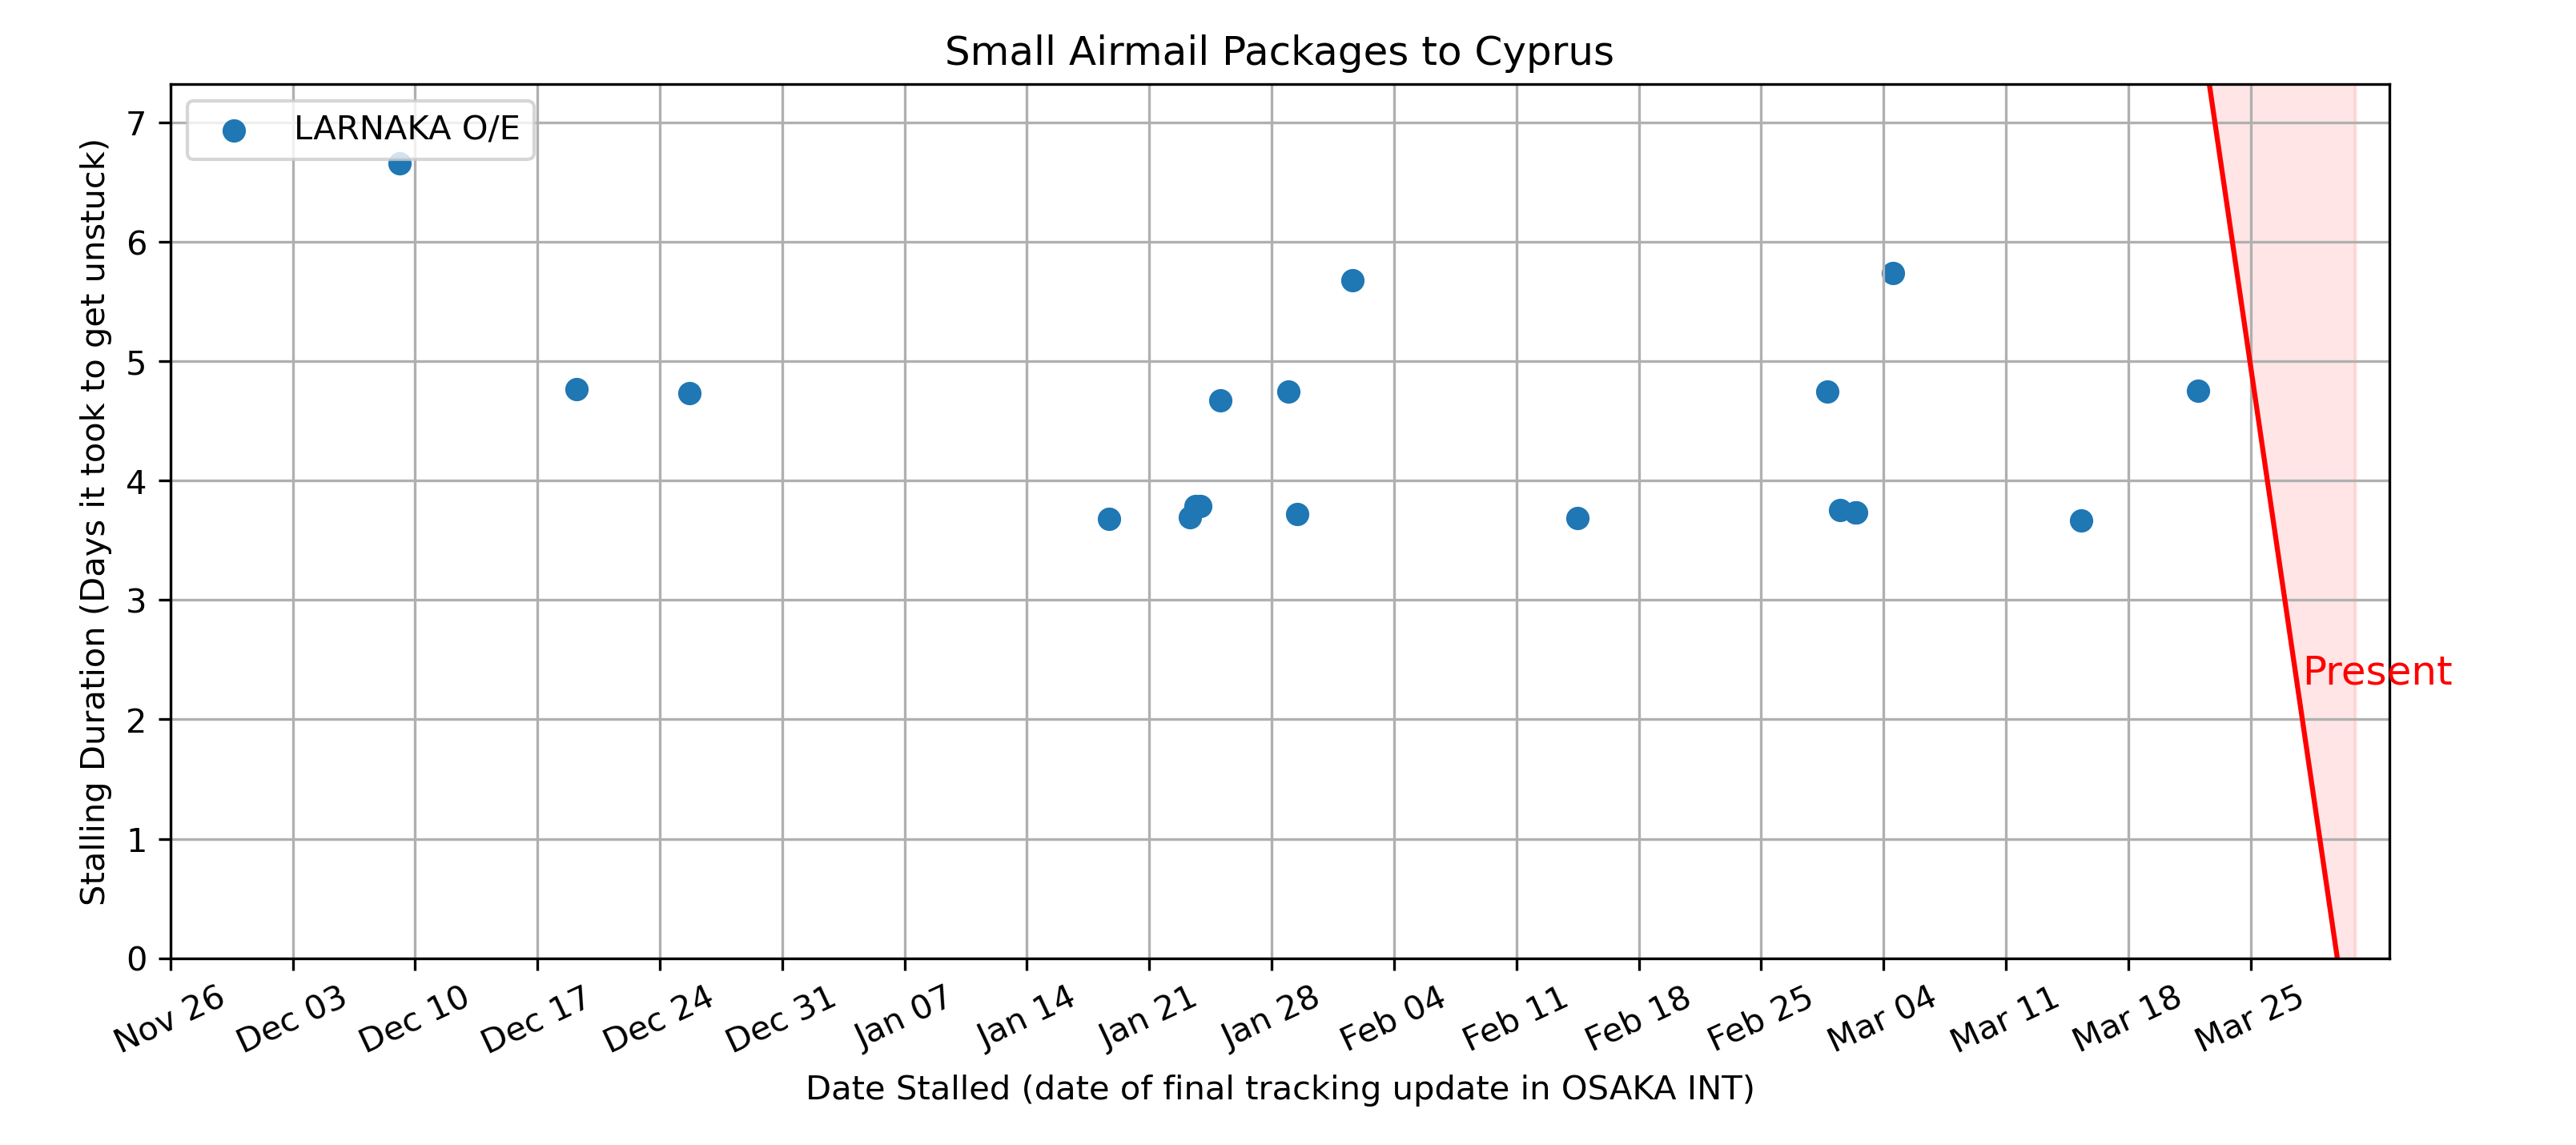 Small Airmail Packages to Cyprus
LARNAKA O/E
Stalling Duration (Days it took to get unstuck)
7
6
5
4
3
2
1
0
Present
Nov 26
Dec 03
Dec 10
Dec 17
Dec 24
Dec 31
Jan 07
Jan 14
Jan 21
Jan 28
Feb 04
Feb 11
Feb 18
Feb 25
Mar 04
Mar 11
Mar 18
Mar 25
Date Stalled (date of final tracking update in OSAKA INT)